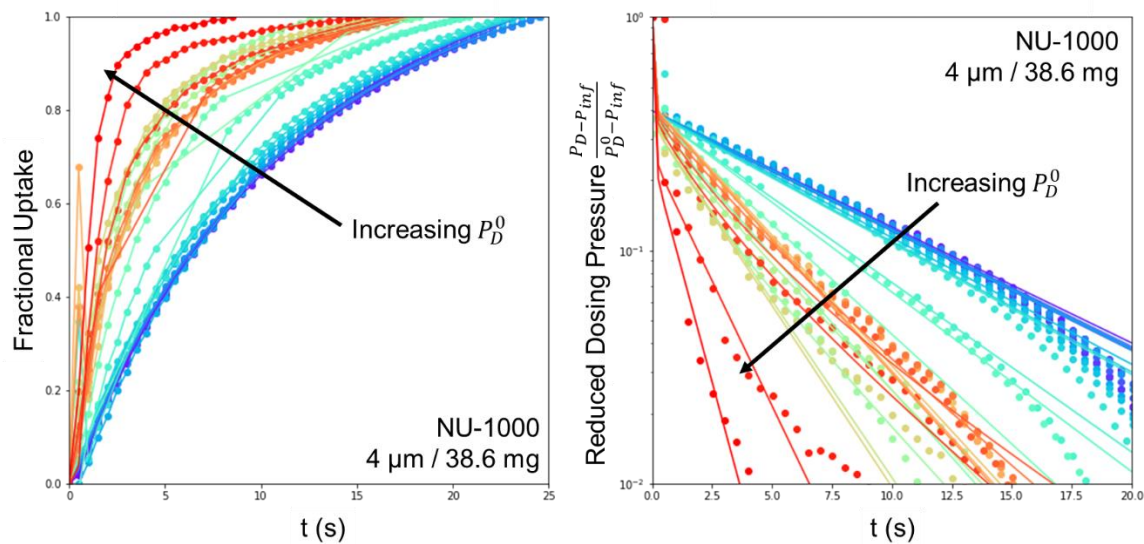 1.0
0.8
0.6
0.4
0.2
0.0
Fractional Uptake
Increasing P_D^0
NU-1000
4 μm / 38.6 mg
0 5 10 15 20 25
t (s)
10^0
10^-1
10^-2
Reduced Dosing Pressure (P_D − P_inf)/(P_D^0 − P_inf)
NU-1000
4 μm / 38.6 mg
Increasing P_D^0
0.0 2.5 5.0 7.5 10.0 12.5 15.0 17.5 20.0
t (s)